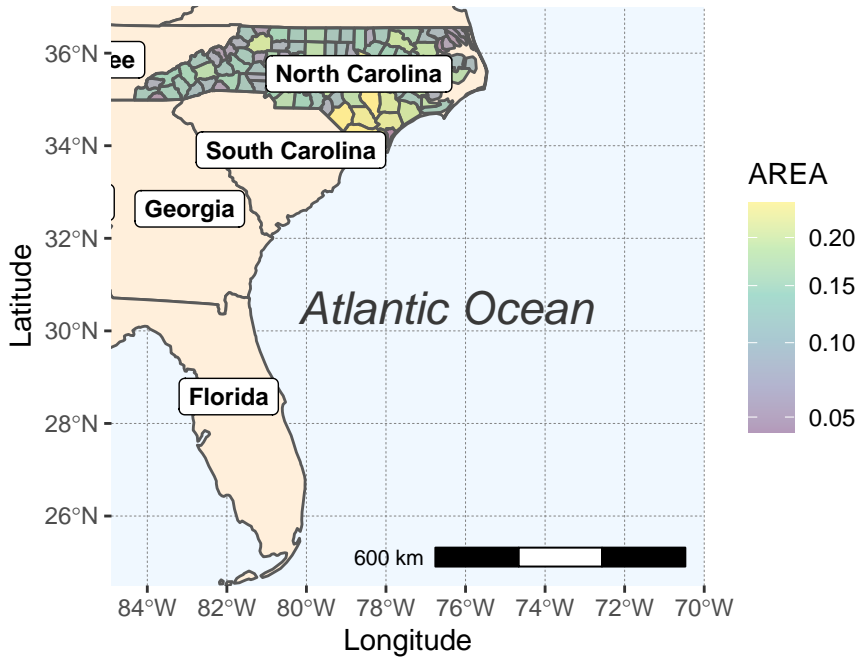 36°N
34°N
32°N
30°N
28°N
26°N
Latitude
ee
North Carolina
South Carolina
Georgia
Florida
Atlantic Ocean
600 km
84°W 82°W 80°W 78°W 76°W 74°W 72°W 70°W
Longitude
AREA
0.20
0.15
0.10
0.05